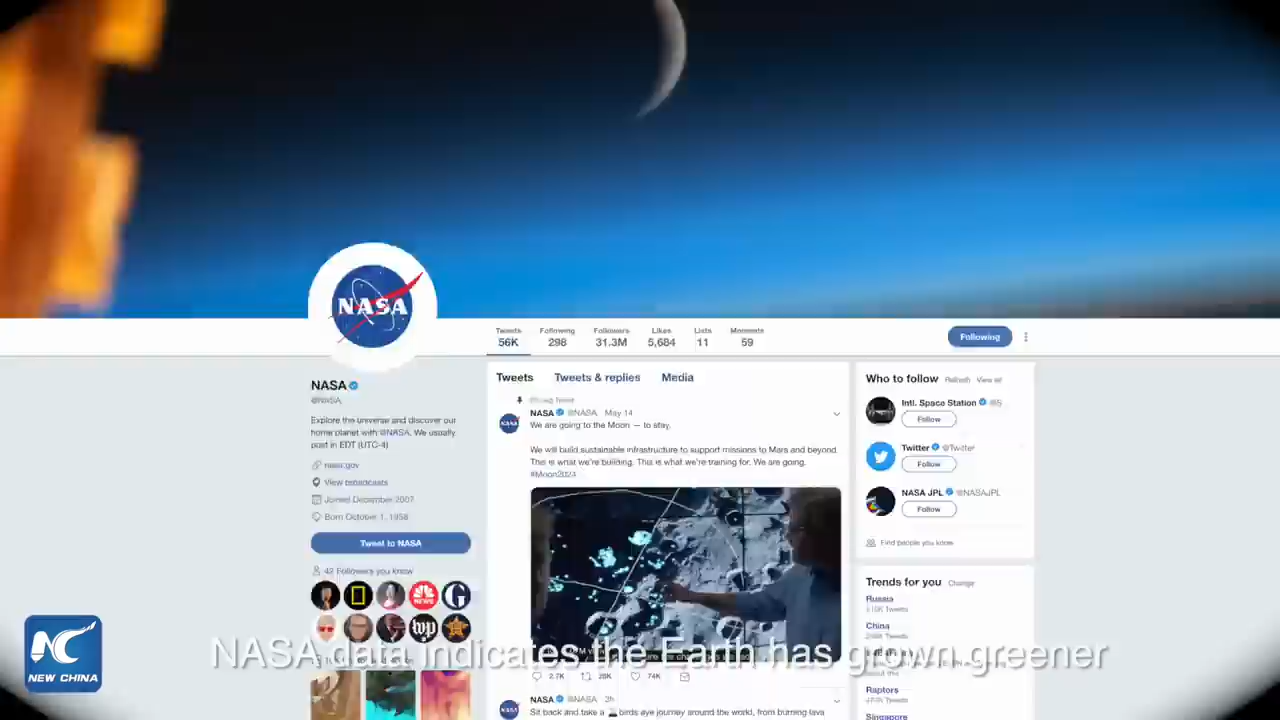 NASA
Tweets Following Followers Likes Lists Moments
56K 298 31.3M 5,684 11 59
Following
NASA
@NASA
Explore the universe and discover our
home planet with @NASA. We usually
post in EDT (UTC-4)
nasa.gov
View broadcasts
Joined December 2007
Born October 1, 1958
Tweet to NASA
42 Followers you know
NEWS
wp
Tweets Tweets & replies Media
Pinned Tweet
NASA @NASA May 14
We are going to the Moon — to stay.
We will build sustainable infrastructure to support missions to Mars and beyond.
This is what we're building. This is what we're training for. We are going.
#Moon2024
2.7K 28K 74K
NASA @NASA 2h
Sit back and take a birds eye journey around the world, from burning lava
Who to follow Refresh View all
Intl. Space Station
Follow
Twitter @Twitter
Follow
NASA JPL @NASAJPL
Follow
Find people you know
Trends for you Change
Russia
China
Raptors
Singapore
NASA data indicates the Earth has grown greener
NC
NEW CHINA